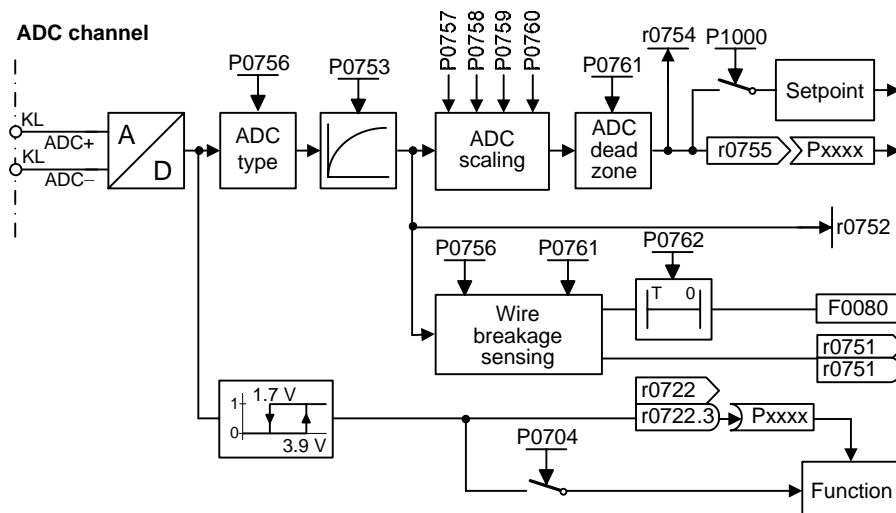 ADC channel
P0757
P0758
P0759
P0760
r0754
P1000
P0756
P0753
P0761
KL
ADC+
KL
ADC−
A
D
ADC
type
ADC
scaling
ADC
dead
zone
Setpoint
r0755
Pxxxx
r0752
P0756
P0761
P0762
Wire
breakage
sensing
T
0
F0080
r0751
r0751
1
0
1.7 V
3.9 V
r0722
r0722.3
Pxxxx
P0704
Function